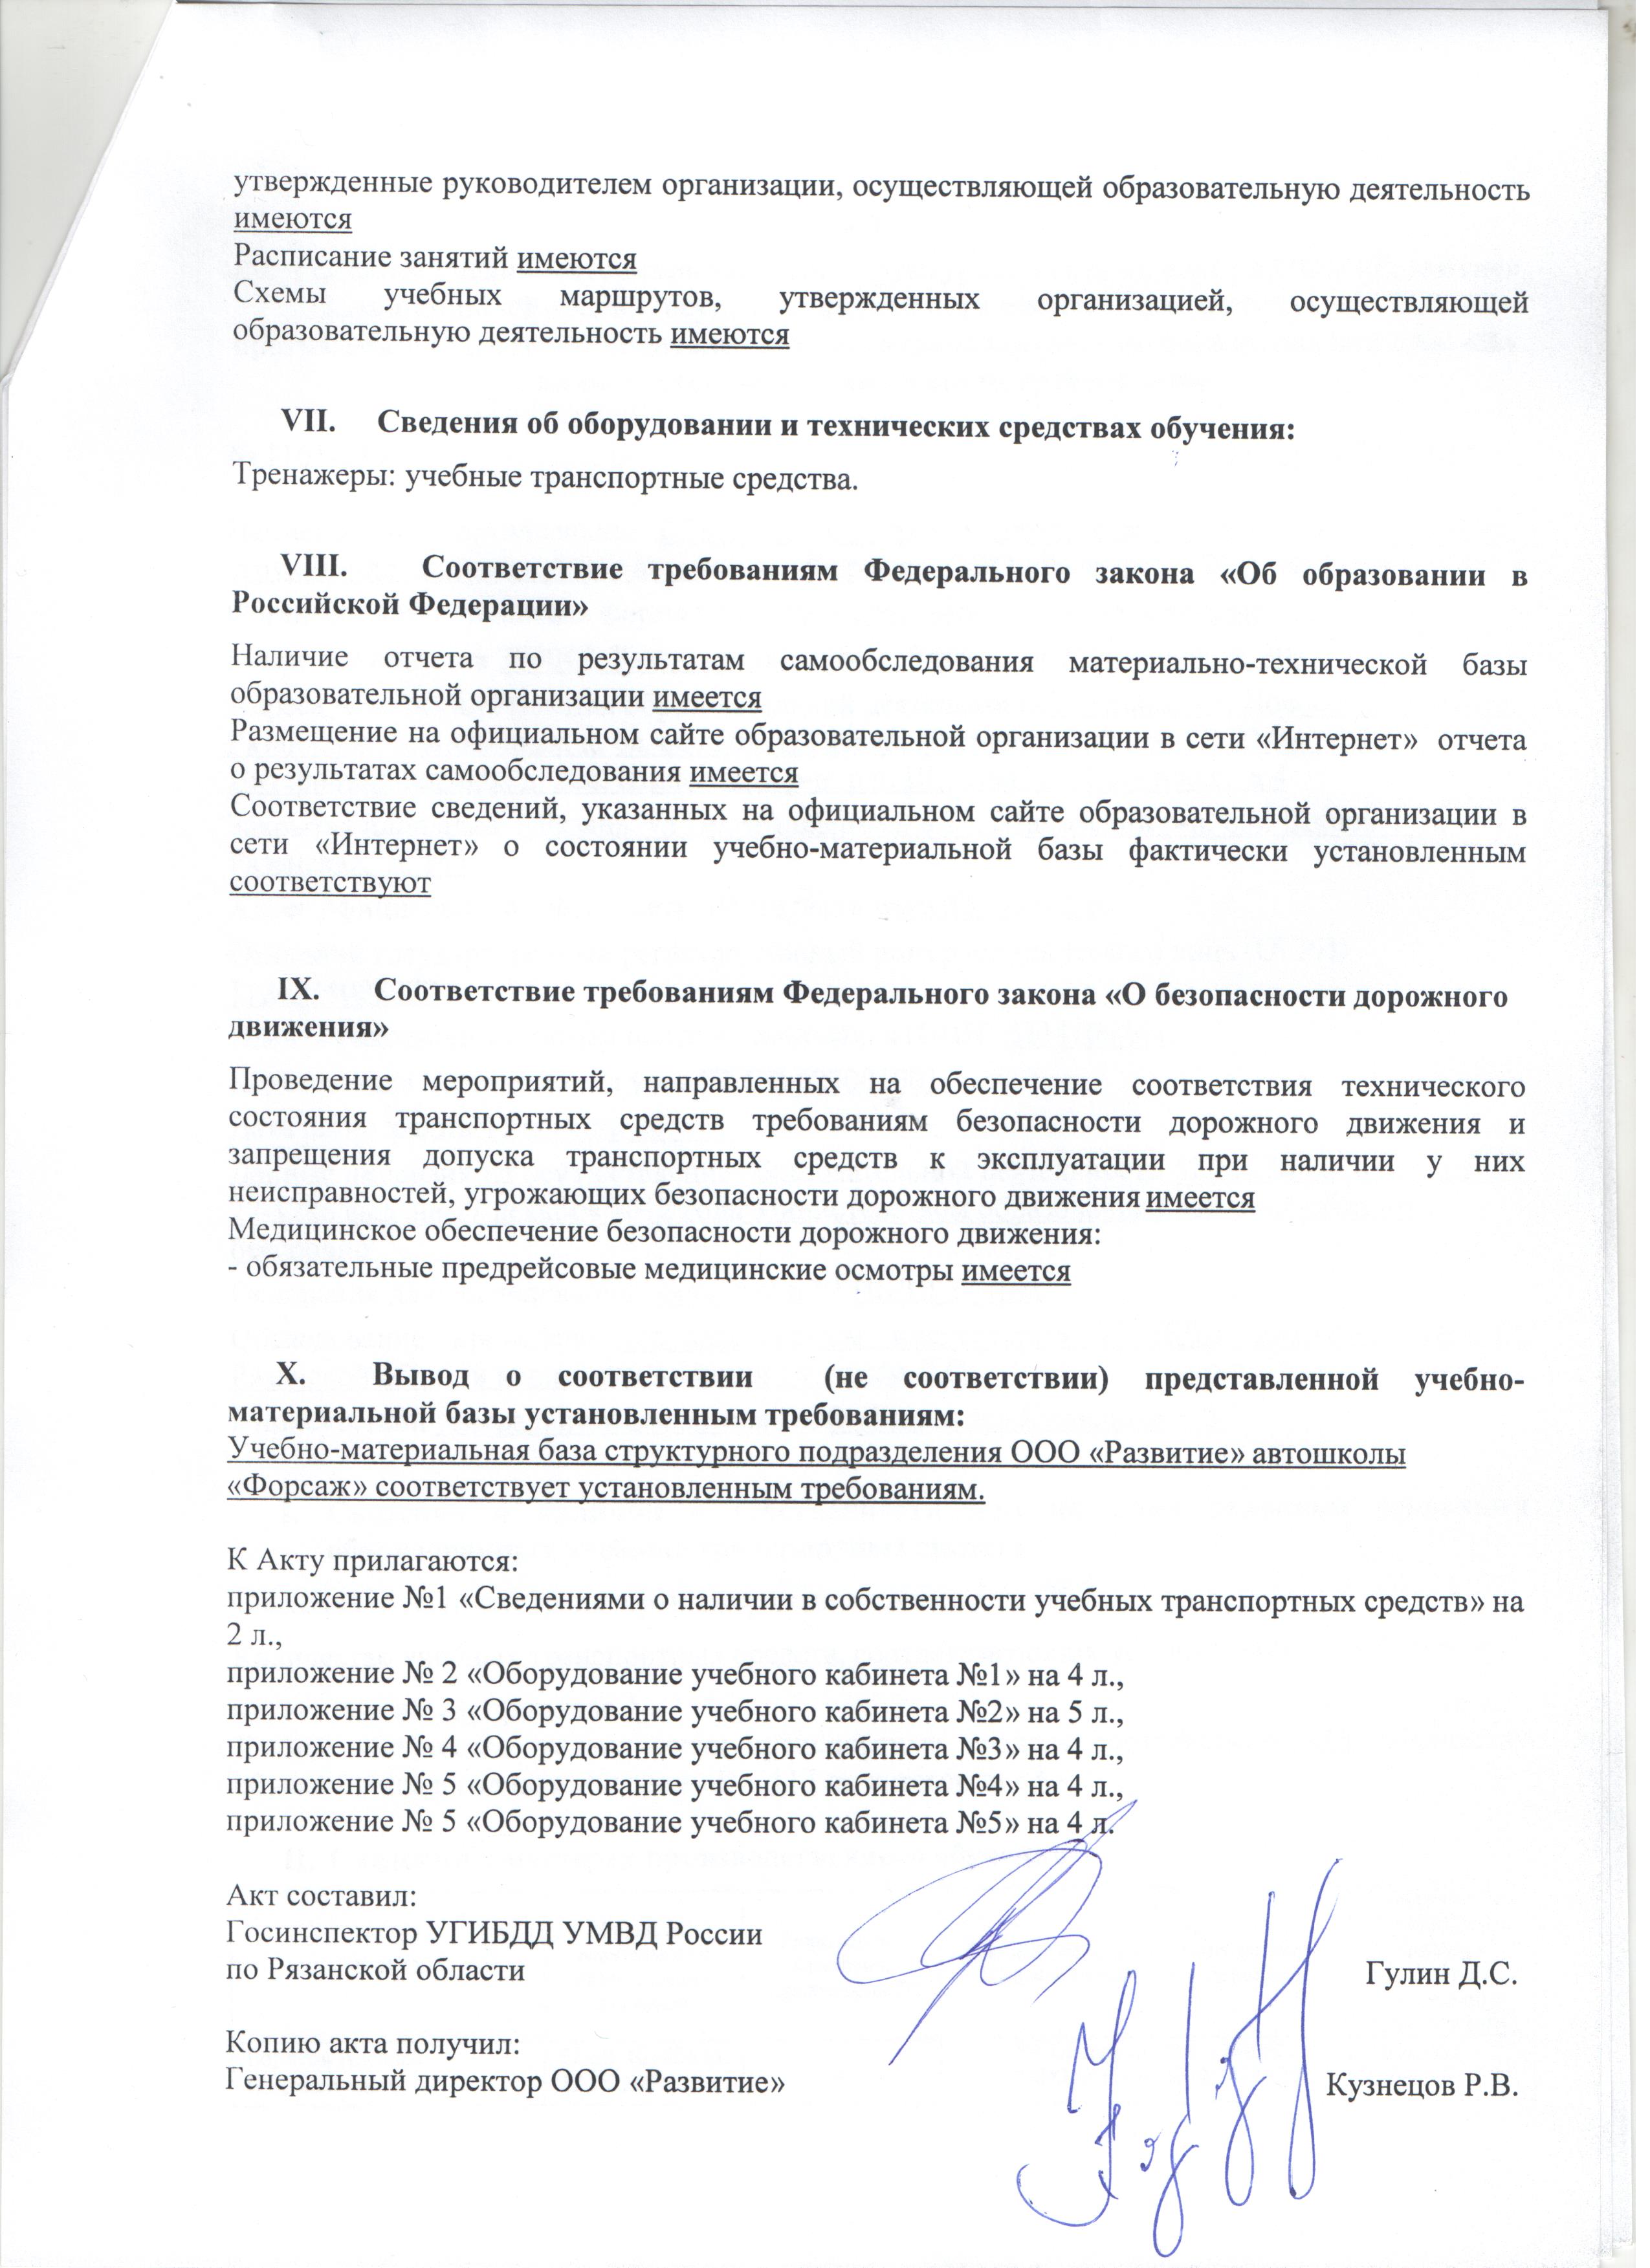 утвержденные руководителем организации, осуществляющей образовательную деятельность
имеются
Расписание занятий имеются
Схемы учебных маршрутов, утвержденных организацией, осуществляющей
образовательную деятельность имеются
VII. Сведения об оборудовании и технических средствах обучения:
Тренажеры: учебные транспортные средства.
VIII. Соответствие требованиям Федерального закона «Об образовании в
Российской Федерации»
Наличие отчета по результатам самообследования материально-технической базы
образовательной организации имеется
Размещение на официальном сайте образовательной организации в сети «Интернет» отчета
о результатах самообследования имеется
Соответствие сведений, указанных на официальном сайте образовательной организации в
сети «Интернет» о состоянии учебно-материальной базы фактически установленным
соответствуют
IX. Соответствие требованиям Федерального закона «О безопасности дорожного
движения»
Проведение мероприятий, направленных на обеспечение соответствия технического
состояния транспортных средств требованиям безопасности дорожного движения и
запрещения допуска транспортных средств к эксплуатации при наличии у них
неисправностей, угрожающих безопасности дорожного движения имеется
Медицинское обеспечение безопасности дорожного движения:
- обязательные предрейсовые медицинские осмотры имеется
X. Вывод о соответствии (не соответствии) представленной учебно-
материальной базы установленным требованиям:
Учебно-материальная база структурного подразделения ООО «Развитие» автошколы
«Форсаж» соответствует установленным требованиям.
К Акту прилагаются:
приложение №1 «Сведениями о наличии в собственности учебных транспортных средств» на
2 л.,
приложение № 2 «Оборудование учебного кабинета №1» на 4 л.,
приложение № 3 «Оборудование учебного кабинета №2» на 5 л.,
приложение № 4 «Оборудование учебного кабинета №3» на 4 л.,
приложение № 5 «Оборудование учебного кабинета №4» на 4 л.,
приложение № 5 «Оборудование учебного кабинета №5» на 4 л.
Акт составил:
Госинспектор УГИБДД УМВД России
по Рязанской области Гулин Д.С.
Копию акта получил:
Генеральный директор ООО «Развитие» Кузнецов Р.В.